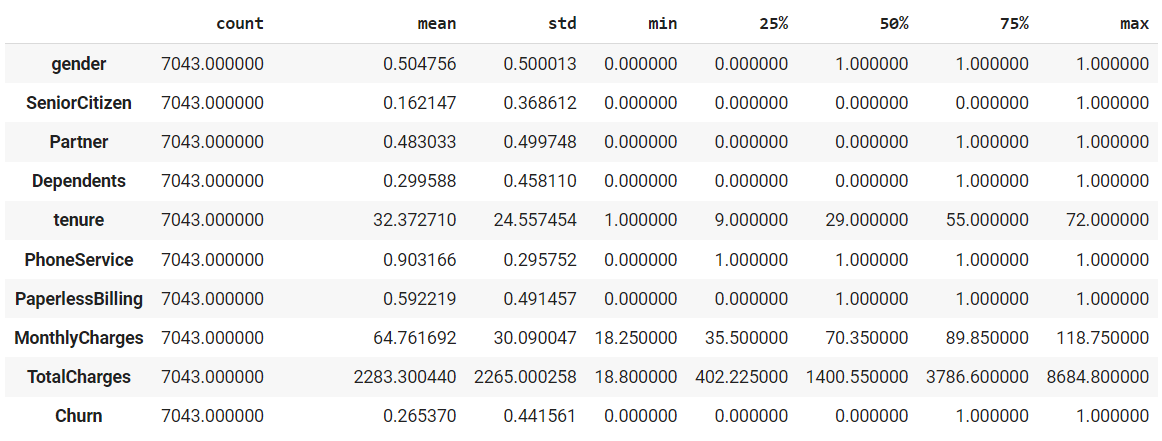 count mean std min 25% 50% 75% max
gender 7043.000000 0.504756 0.500013 0.000000 0.000000 1.000000 1.000000 1.000000
SeniorCitizen 7043.000000 0.162147 0.368612 0.000000 0.000000 0.000000 0.000000 1.000000
Partner 7043.000000 0.483033 0.499748 0.000000 0.000000 0.000000 1.000000 1.000000
Dependents 7043.000000 0.299588 0.458110 0.000000 0.000000 0.000000 1.000000 1.000000
tenure 7043.000000 32.372710 24.557454 1.000000 9.000000 29.000000 55.000000 72.000000
PhoneService 7043.000000 0.903166 0.295752 0.000000 1.000000 1.000000 1.000000 1.000000
PaperlessBilling 7043.000000 0.592219 0.491457 0.000000 0.000000 1.000000 1.000000 1.000000
MonthlyCharges 7043.000000 64.761692 30.090047 18.250000 35.500000 70.350000 89.850000 118.750000
TotalCharges 7043.000000 2283.300440 2265.000258 18.800000 402.225000 1400.550000 3786.600000 8684.800000
Churn 7043.000000 0.265370 0.441561 0.000000 0.000000 0.000000 1.000000 1.000000